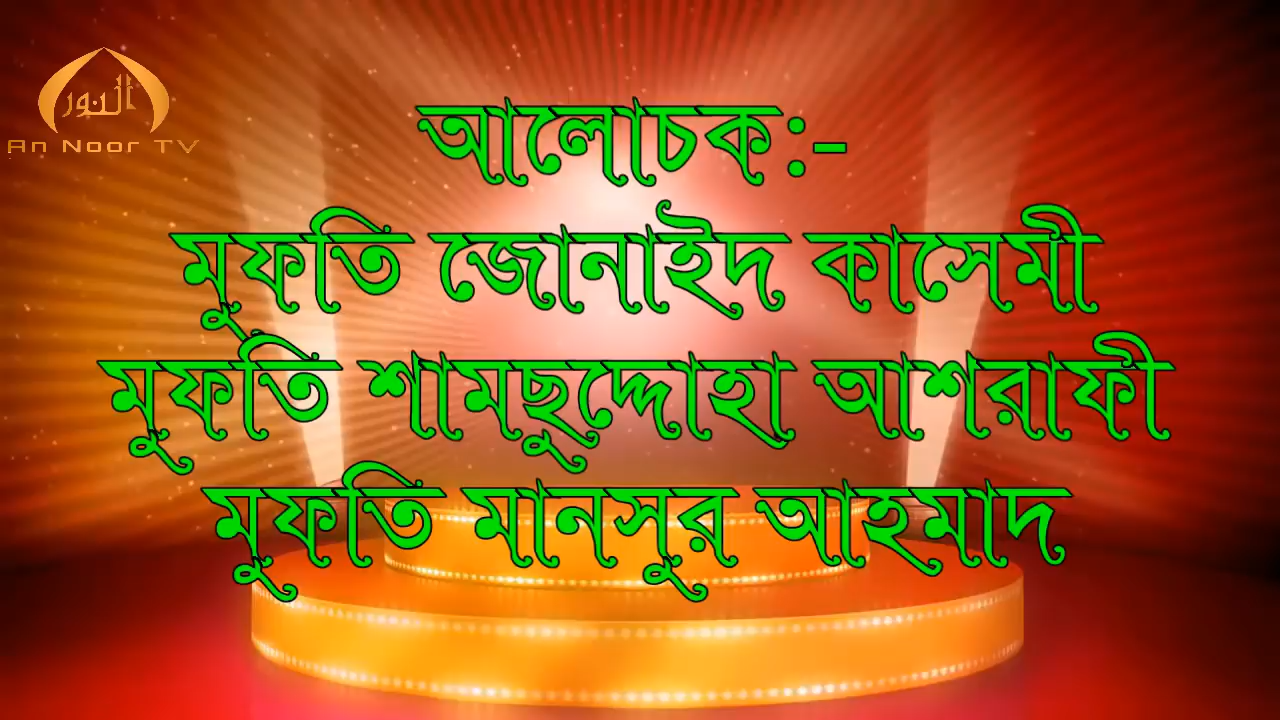 النور
An Noor TV
আলোচক:-
মুফতি জোনাইদ কাসেমী
মুফতি শামছুদ্দোহা আশরাফী
মুফতি মানসুর আহমাদ